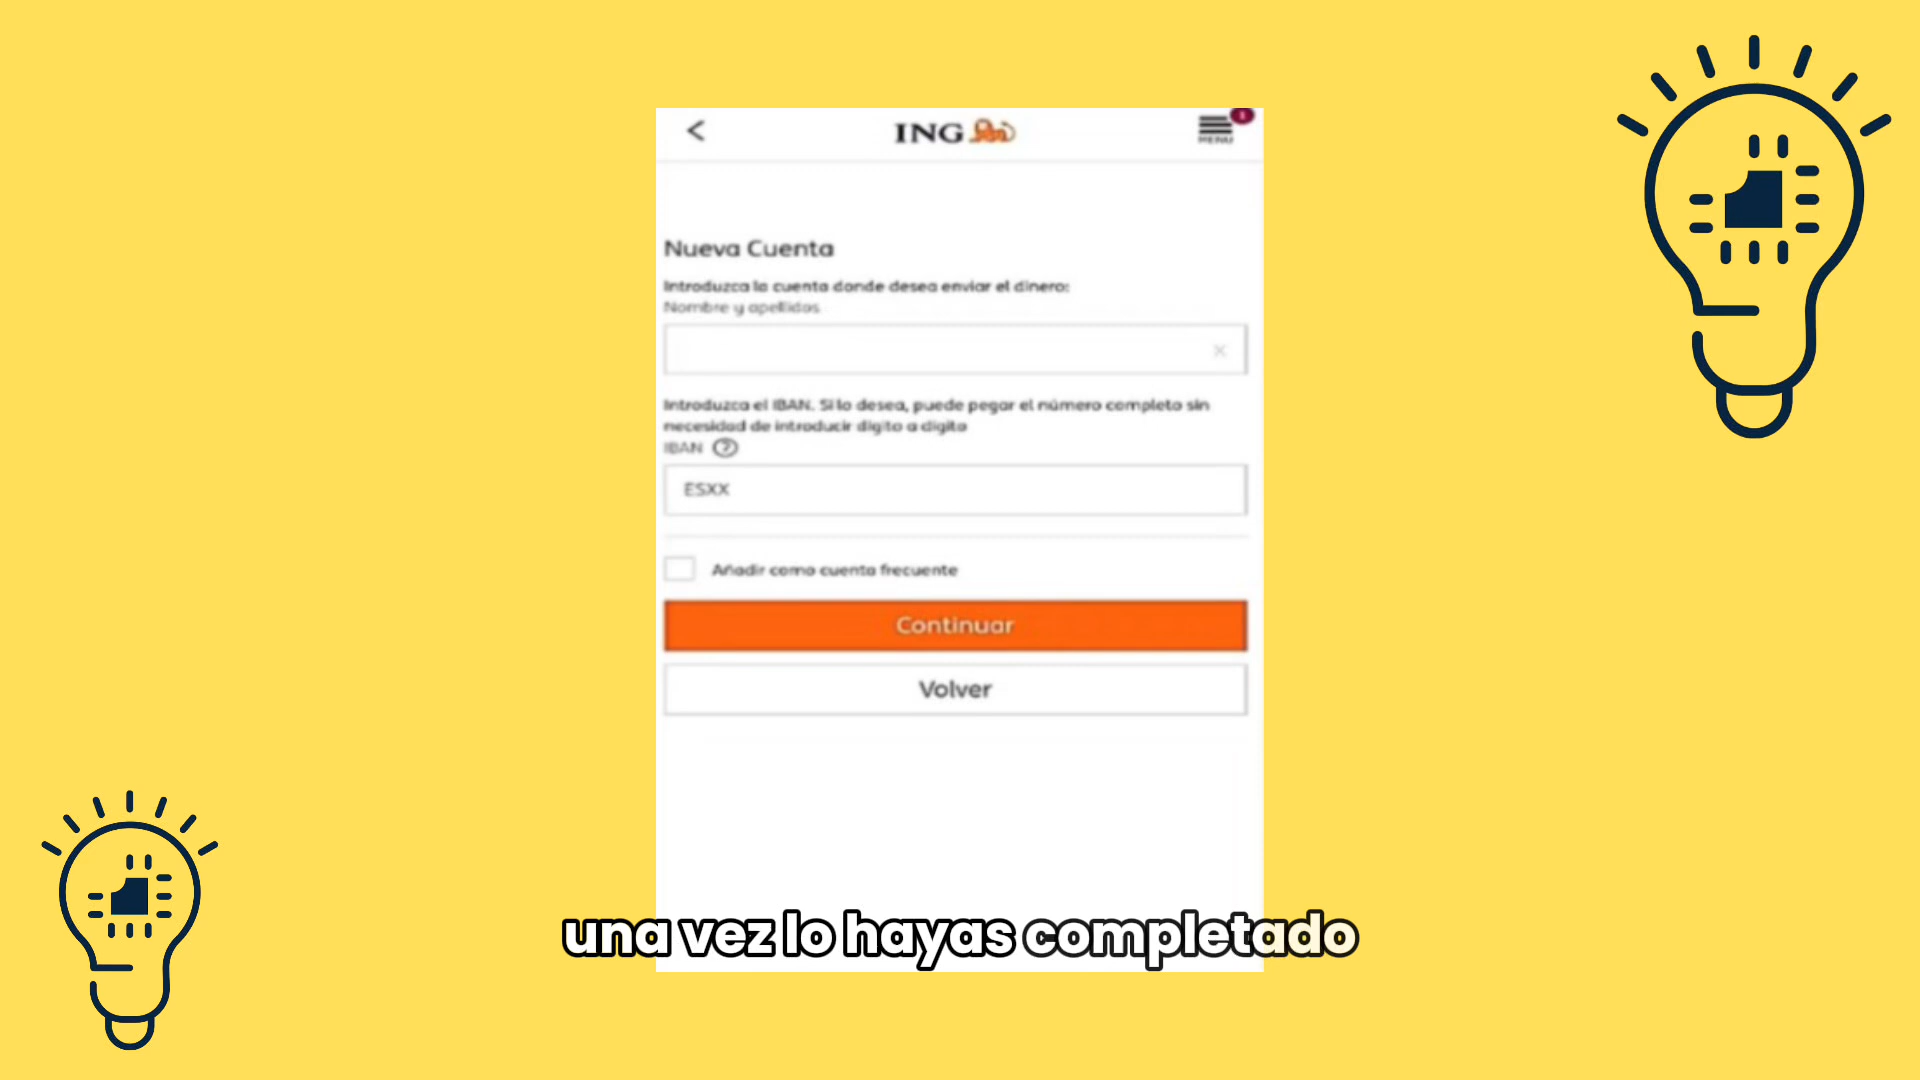 ING
1
MENU
Nueva Cuenta
Introduzca la cuenta donde desea enviar el dinero:
Nombre y apellidos
Introduzca el IBAN. Si lo desea, puede pegar el número completo sin
necesidad de introducir dígito a dígito
IBAN ?
ESXX
Añadir como cuenta frecuente
Continuar
Volver
una vez lo hayas completado